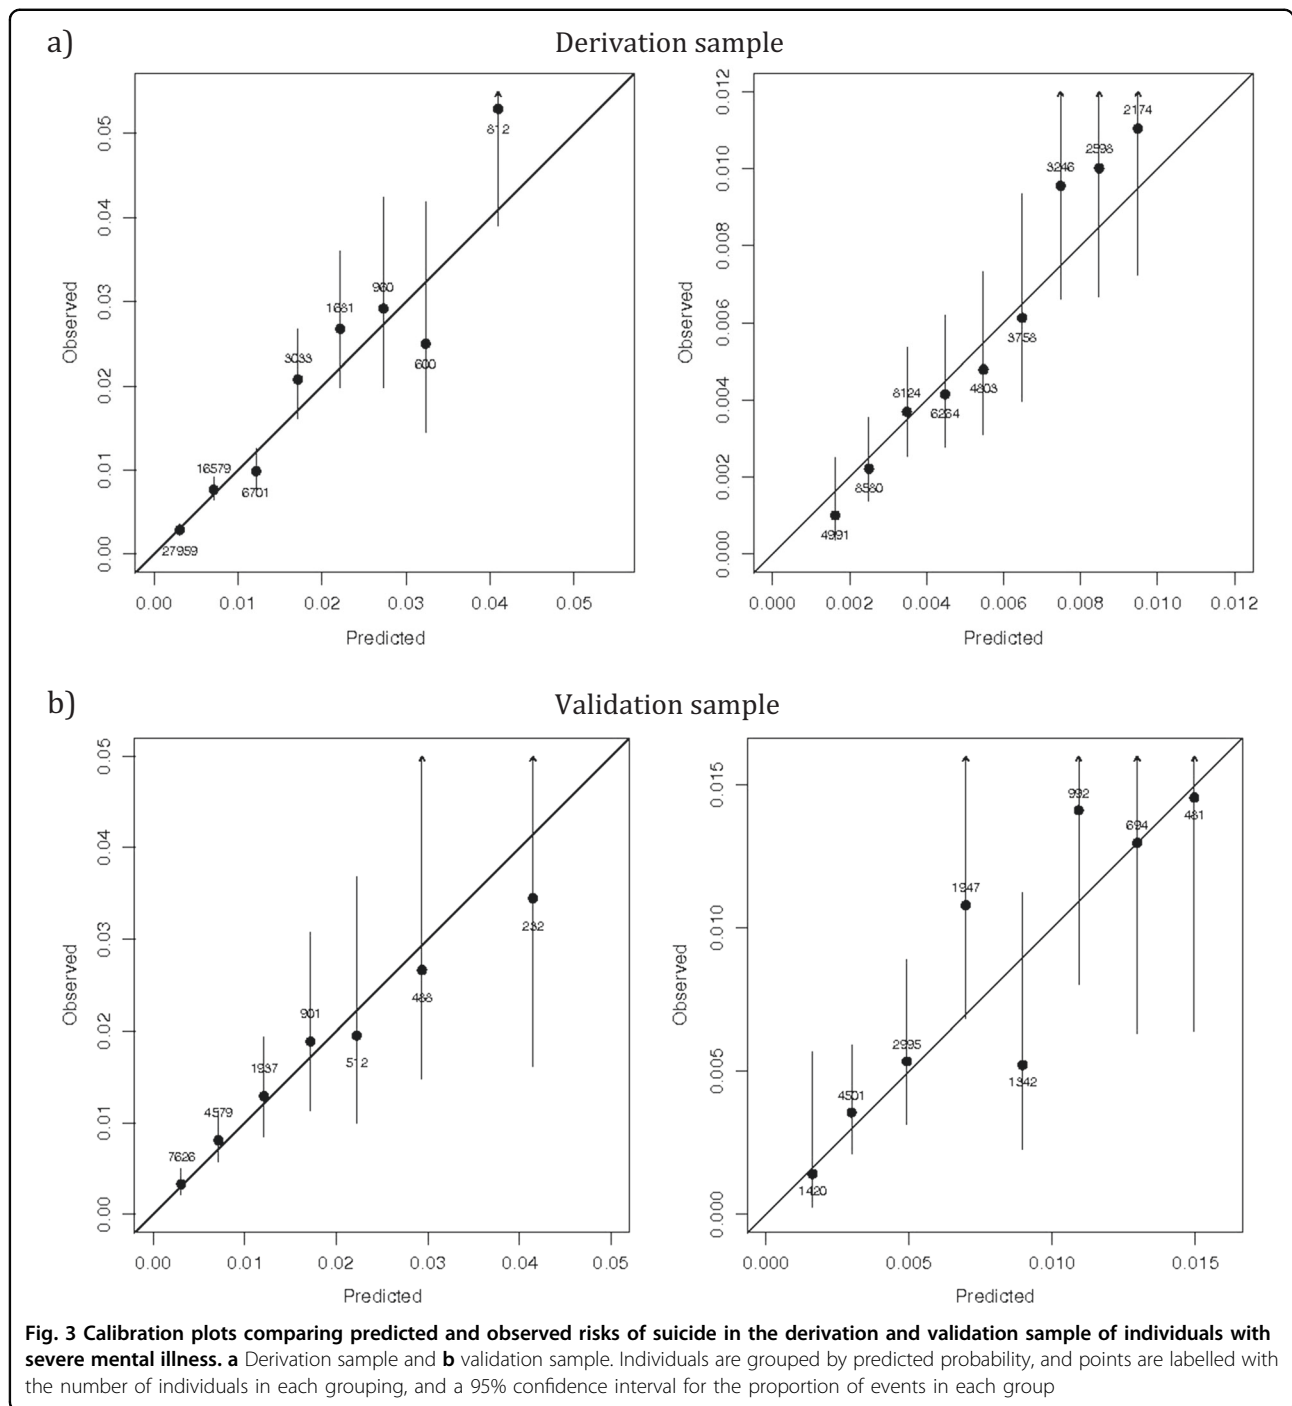 a)
Derivation sample
0.05
0.04
0.03
0.02
0.01
0.00
Observed
812
960
1681
600
3033
16579
6701
27959
0.00 0.01 0.02 0.03 0.04 0.05
Predicted
0.012
0.010
0.008
0.006
0.004
0.002
0.000
Observed
2174
2598
3246
3758
8124
4803
6234
8580
4991
0.000 0.002 0.004 0.006 0.008 0.010 0.012
Predicted
b)
Validation sample
0.05
0.04
0.03
0.02
0.01
0.00
Observed
232
488
901
512
1937
4579
7626
0.00 0.01 0.02 0.03 0.04 0.05
Predicted
0.015
0.010
0.005
0.000
Observed
992
481
694
1947
2995
1342
4501
1420
0.000 0.005 0.010 0.015
Predicted
Fig. 3 Calibration plots comparing predicted and observed risks of suicide in the derivation and validation sample of individuals with
severe mental illness. a Derivation sample and b validation sample. Individuals are grouped by predicted probability, and points are labelled with
the number of individuals in each grouping, and a 95% confidence interval for the proportion of events in each group